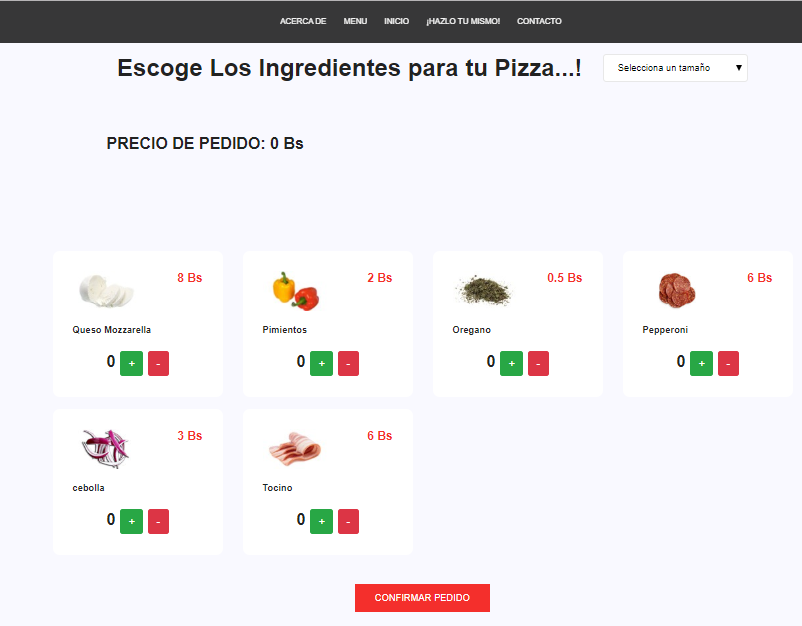 ACERCA DE MENU INICIO ¡HAZLO TU MISMO! CONTACTO
Escoge Los Ingredientes para tu Pizza...! Selecciona un tamaño
PRECIO DE PEDIDO: 0 Bs
8 Bs
Queso Mozzarella
0 + -
2 Bs
Pimientos
0 + -
0.5 Bs
Oregano
0 + -
6 Bs
Pepperoni
0 + -
3 Bs
cebolla
0 + -
6 Bs
Tocino
0 + -
CONFIRMAR PEDIDO